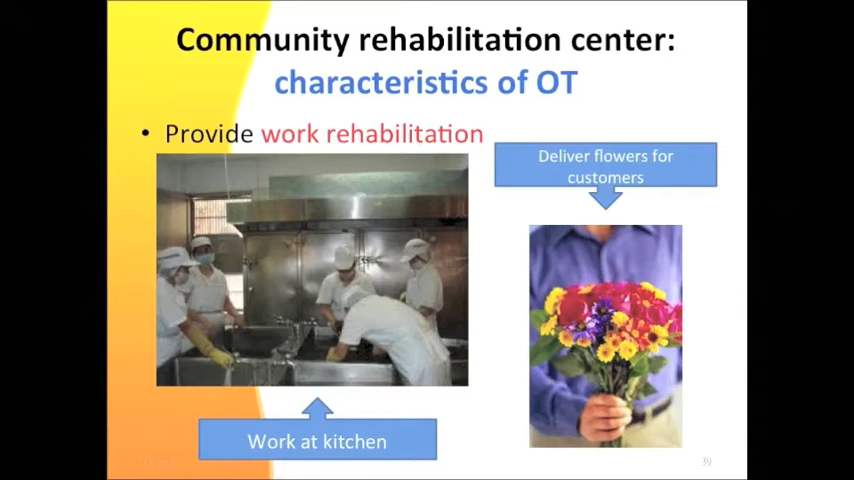 Community rehabilitation center:
characteristics of OT
• Provide work rehabilitation
Deliver flowers for
customers
Work at kitchen
39